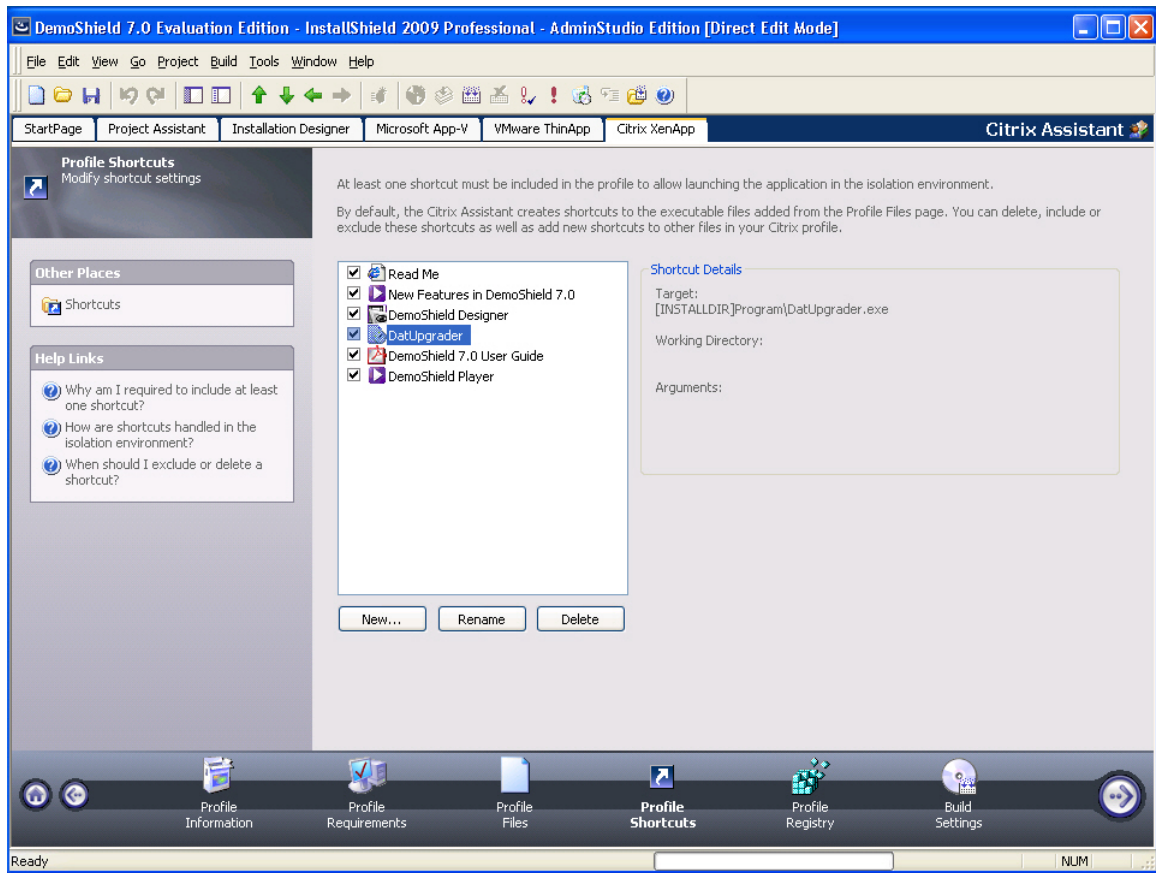 DemoShield 7.0 Evaluation Edition - InstallShield 2009 Professional - AdminStudio Edition [Direct Edit Mode]
File Edit View Go Project Build Tools Window Help
StartPage Project Assistant Installation Designer Microsoft App-V VMware ThinApp Citrix XenApp Citrix Assistant
Profile Shortcuts
Modify shortcut settings
Other Places
Shortcuts
Help Links
Why am I required to include at least
one shortcut?
How are shortcuts handled in the
isolation environment?
When should I exclude or delete a
shortcut?
At least one shortcut must be included in the profile to allow launching the application in the isolation environment.
By default, the Citrix Assistant creates shortcuts to the executable files added from the Profile Files page. You can delete, include or
exclude these shortcuts as well as add new shortcuts to other files in your Citrix profile.
Read Me
New Features in DemoShield 7.0
DemoShield Designer
DatUpgrader
DemoShield 7.0 User Guide
DemoShield Player
New... Rename Delete
Shortcut Details
Target:
[INSTALLDIR]Program\DatUpgrader.exe
Working Directory:
Arguments:
Profile
Information
Profile
Requirements
Profile
Files
Profile
Shortcuts
Profile
Registry
Build
Settings
Ready NUM